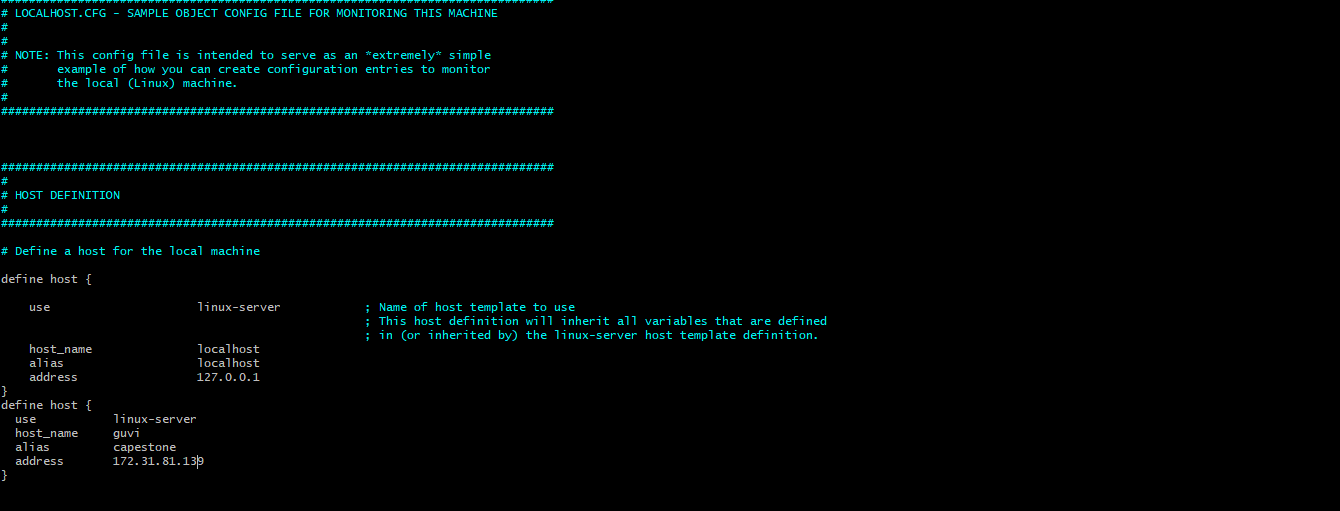 ###############################################################################
# LOCALHOST.CFG - SAMPLE OBJECT CONFIG FILE FOR MONITORING THIS MACHINE
#
#
# NOTE: This config file is intended to serve as an *extremely* simple
#       example of how you can create configuration entries to monitor
#       the local (Linux) machine.
#
###############################################################################
###############################################################################
#
# HOST DEFINITION
#
###############################################################################
# Define a host for the local machine
define host {
    use                     linux-server            ; Name of host template to use
                                                    ; This host definition will inherit all variables that are defined
                                                    ; in (or inherited by) the linux-server host template definition.
    host_name               localhost
    alias                   localhost
    address                 127.0.0.1
}
define host {
  use           linux-server
  host_name     guvi
  alias         capestone
  address       172.31.81.139
}